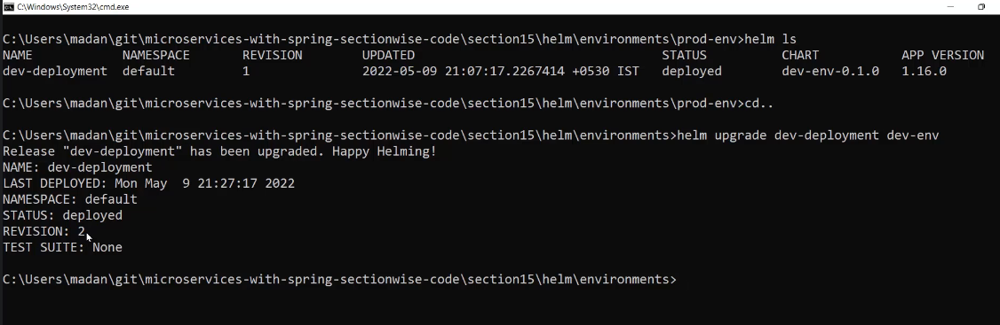 C:\Windows\System32\cmd.exe
C:\Users\madan\git\microservices-with-spring-sectionwise-code\section15\helm\environments\prod-env>helm ls
NAME NAMESPACE REVISION UPDATED STATUS CHART APP VERSION
dev-deployment default 1 2022-05-09 21:07:17.2267414 +0530 IST deployed dev-env-0.1.0 1.16.0
C:\Users\madan\git\microservices-with-spring-sectionwise-code\section15\helm\environments\prod-env>cd..
C:\Users\madan\git\microservices-with-spring-sectionwise-code\section15\helm\environments>helm upgrade dev-deployment dev-env
Release "dev-deployment" has been upgraded. Happy Helming!
NAME: dev-deployment
LAST DEPLOYED: Mon May  9 21:27:17 2022
NAMESPACE: default
STATUS: deployed
REVISION: 2
TEST SUITE: None
C:\Users\madan\git\microservices-with-spring-sectionwise-code\section15\helm\environments>